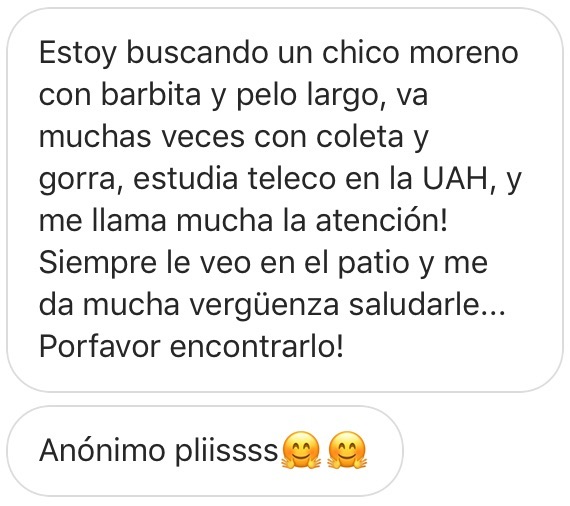 Estoy buscando un chico moreno
con barbita y pelo largo, va
muchas veces con coleta y
gorra, estudia teleco en la UAH, y
me llama mucha la atención!
Siempre le veo en el patio y me
da mucha vergüenza saludarle...
Porfavor encontrarlo!
Anónimo pliissss🤗🤗